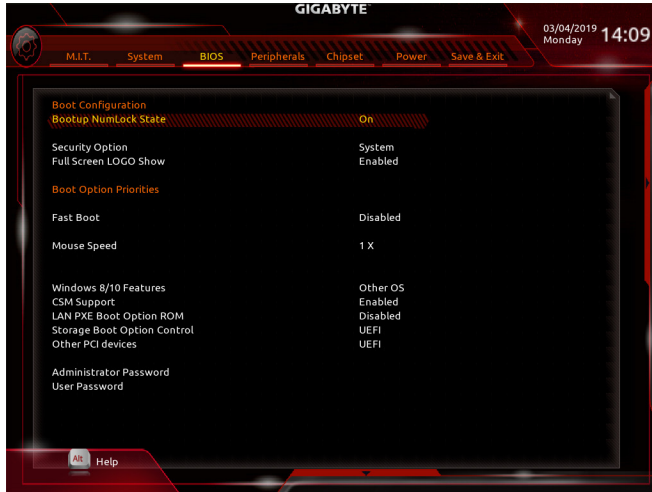 GIGABYTE
03/04/2019 Monday 14:09
M.I.T. System BIOS Peripherals Chipset Power Save & Exit
Boot Configuration
Bootup NumLock State On
Security Option System
Full Screen LOGO Show Enabled
Boot Option Priorities
Fast Boot Disabled
Mouse Speed 1 X
Windows 8/10 Features Other OS
CSM Support Enabled
LAN PXE Boot Option ROM Disabled
Storage Boot Option Control UEFI
Other PCI devices UEFI
Administrator Password
User Password
Alt Help